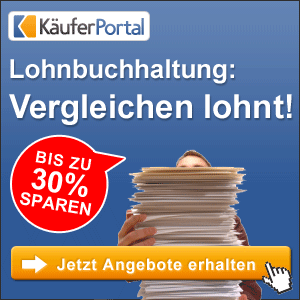 KäuferPortal
Lohnbuchhaltung:
Vergleichen lohnt!
BIS ZU
30%
SPAREN
Jetzt Angebote erhalten